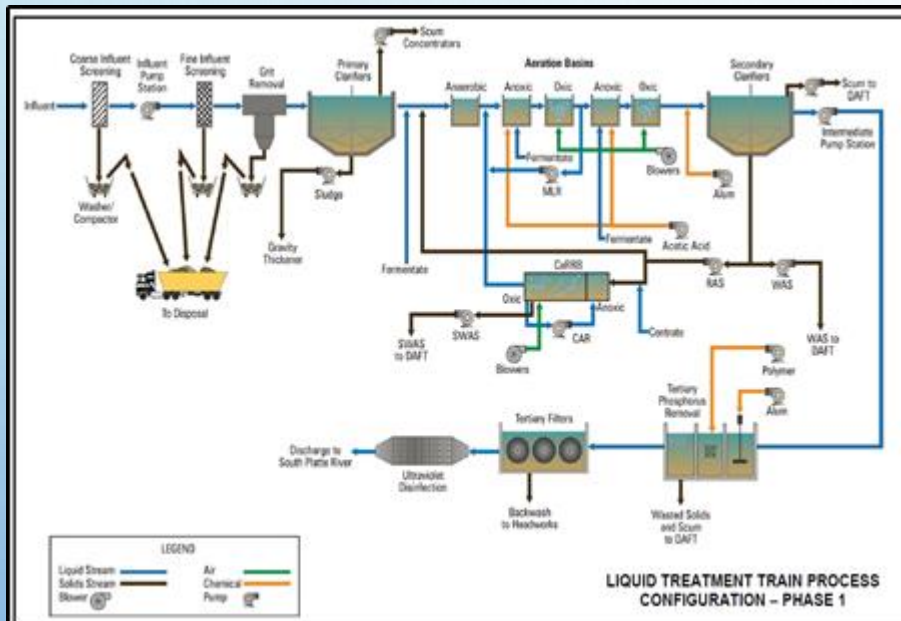 Scum
Concentrators
Coarse Influent
Screening
Influent
Pump
Station
Fine Influent
Screening
Grit
Removal
Primary
Clarifiers
Aeration Basins
Anaerobic
Anoxic
Oxic
Anoxic
Oxic
Secondary
Clarifiers
Scum to
DAFT
Influent
Intermediate
Pump Station
Fermentate
MLR
Blowers
Alum
Sludge
Washer/
Compactor
Gravity
Thickener
Fermentate
Fermentate
Acetic Acid
CaRRB
Oxic
Anoxic
RAS
WAS
To Disposal
SWAS
to DAFT
SWAS
CAR
Centrate
WAS to
DAFT
Blowers
Polymer
Tertiary
Phosphorus
Removal
Alum
Tertiary Filters
Discharge to
South Platte River
Ultraviolet
Disinfection
Backwash
to Headworks
Wasted Solids
and Scum
to DAFT
LEGEND
Liquid Stream
Air
Solids Stream
Chemical
Blower
Pump
LIQUID TREATMENT TRAIN PROCESS
CONFIGURATION – PHASE 1